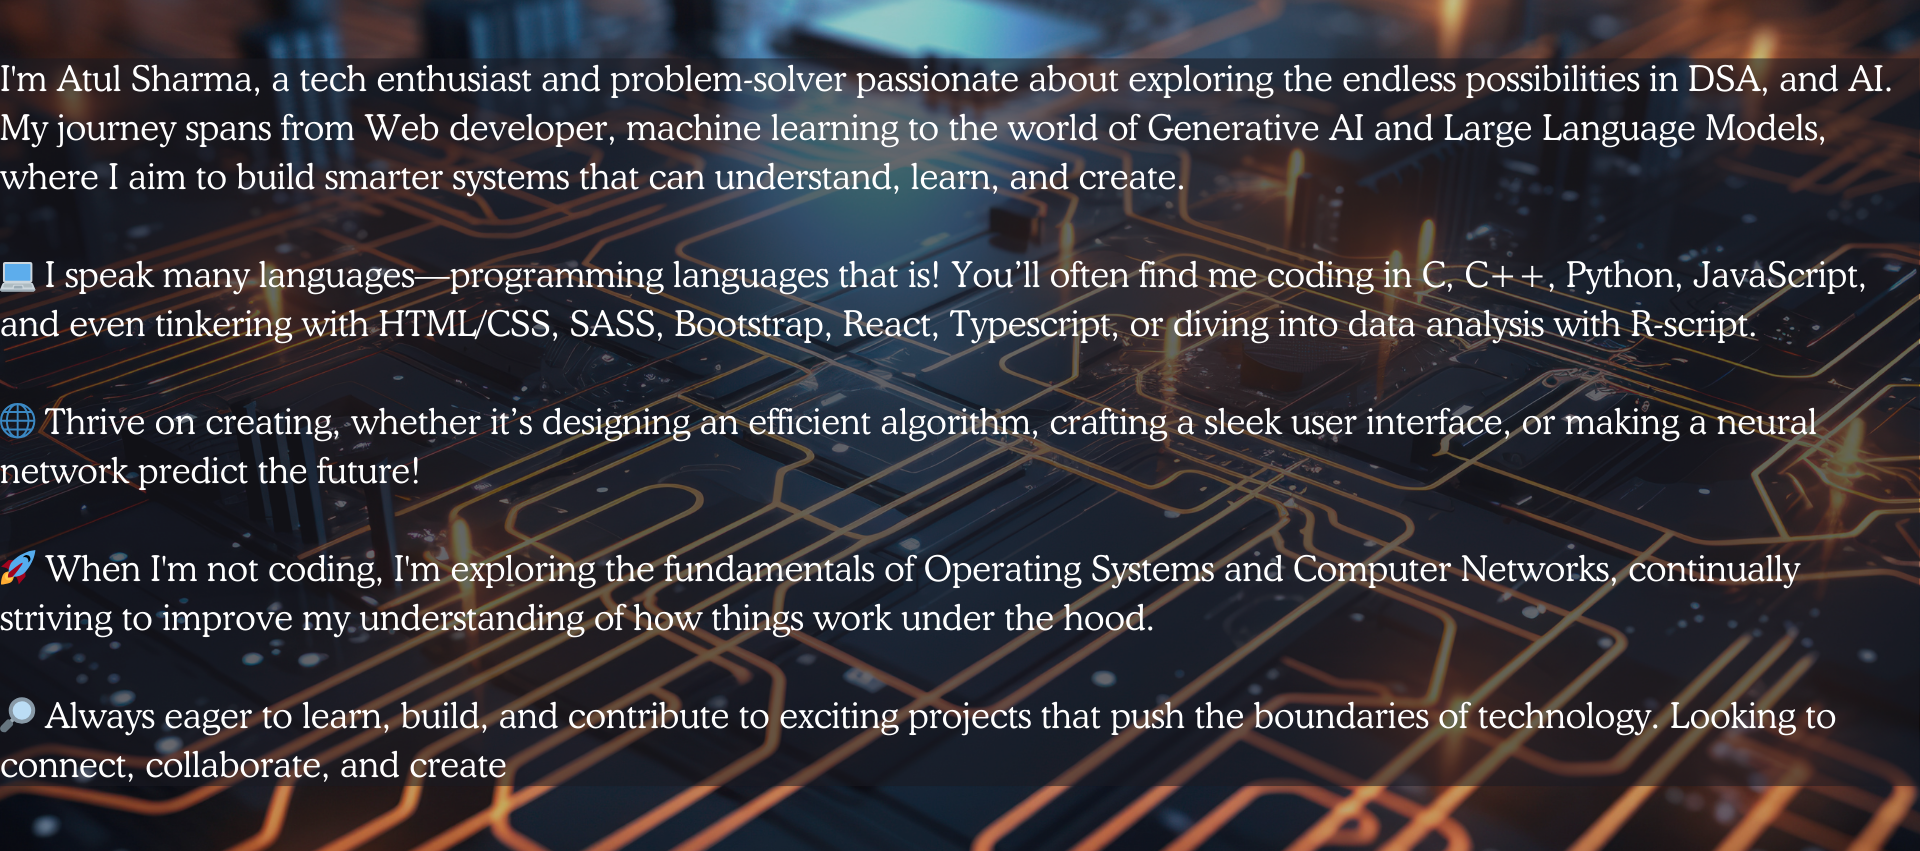 I'm Atul Sharma, a tech enthusiast and problem-solver passionate about exploring the endless possibilities in DSA, and AI.
My journey spans from Web developer, machine learning to the world of Generative AI and Large Language Models,
where I aim to build smarter systems that can understand, learn, and create.
💻 I speak many languages—programming languages that is! You’ll often find me coding in C, C++, Python, JavaScript,
and even tinkering with HTML/CSS, SASS, Bootstrap, React, Typescript, or diving into data analysis with R-script.
🌐 Thrive on creating, whether it’s designing an efficient algorithm, crafting a sleek user interface, or making a neural
network predict the future!
🚀 When I'm not coding, I'm exploring the fundamentals of Operating Systems and Computer Networks, continually
striving to improve my understanding of how things work under the hood.
🔎 Always eager to learn, build, and contribute to exciting projects that push the boundaries of technology. Looking to
connect, collaborate, and create